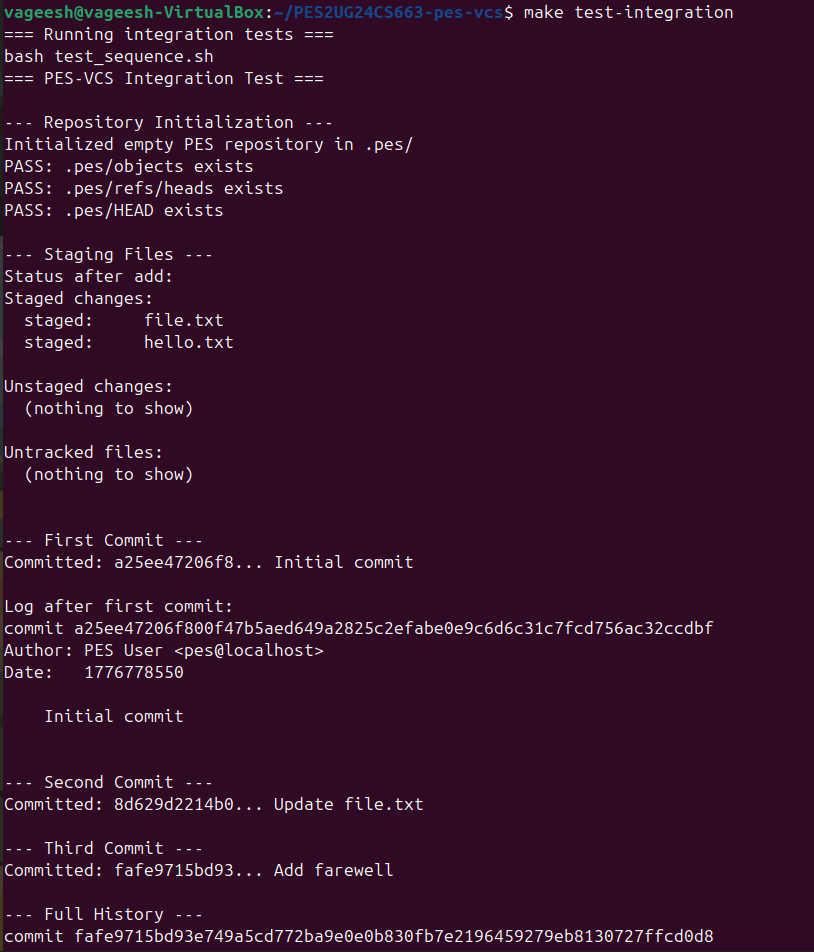 vageesh@vageesh-VirtualBox:~/PES2UG24CS663-pes-vcs$ make test-integration
=== Running integration tests ===
bash test_sequence.sh
=== PES-VCS Integration Test ===
--- Repository Initialization ---
Initialized empty PES repository in .pes/
PASS: .pes/objects exists
PASS: .pes/refs/heads exists
PASS: .pes/HEAD exists
--- Staging Files ---
Status after add:
Staged changes:
  staged:     file.txt
  staged:     hello.txt
Unstaged changes:
  (nothing to show)
Untracked files:
  (nothing to show)
--- First Commit ---
Committed: a25ee47206f8... Initial commit
Log after first commit:
commit a25ee47206f800f47b5aed649a2825c2efabe0e9c6d6c31c7fcd756ac32ccdbf
Author: PES User <pes@localhost>
Date:   1776778550
    Initial commit
--- Second Commit ---
Committed: 8d629d2214b0... Update file.txt
--- Third Commit ---
Committed: fafe9715bd93... Add farewell
--- Full History ---
commit fafe9715bd93e749a5cd772ba9e0e0b830fb7e2196459279eb8130727ffcd0d8